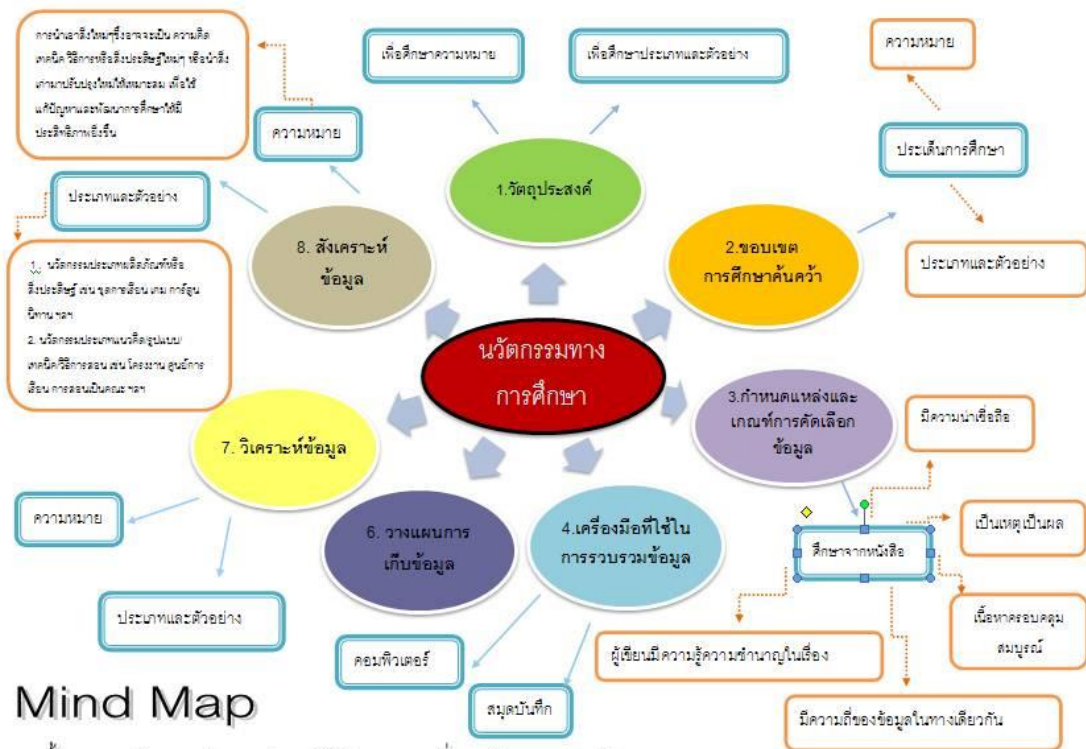 การนำเอาสิ่งใหม่ๆซึ่งอาจจะเป็น ความคิด
เทคนิค วิธีการหรือสิ่งประดิษฐ์ใหม่ๆ หรือนำสิ่ง
เก่ามาปรับปรุงใหม่ให้เหมาะสม เพื่อใช้
แก้ปัญหาและพัฒนาการศึกษาให้มี
ประสิทธิภาพยิ่งขึ้น
ความหมาย
ประเภทและตัวอย่าง
1. นวัตกรรมประเภทผลิตภัณฑ์หรือ
สิ่งประดิษฐ์ เช่น ชุดการเรียน เกม การ์ตูน
นิทาน ฯลฯ
2. นวัตกรรมประเภทแนวคิด/รูปแบบ/
เทคนิค/วิธีการสอน เช่น โครงงาน ศูนย์การ
เรียน การสอนเป็นคณะ ฯลฯ
8. สังเคราะห์
ข้อมูล
เพื่อศึกษาความหมาย
เพื่อศึกษาประเภทและตัวอย่าง
1.วัตถุประสงค์
ความหมาย
ประเด็นการศึกษา
ประเภทและตัวอย่าง
2.ขอบเขต
การศึกษาค้นคว้า
นวัตกรรมทาง
การศึกษา
3.กำหนดแหล่งและ
เกณฑ์การคัดเลือก
ข้อมูล
มีความน่าเชื่อถือ
เป็นเหตุเป็นผล
ศึกษาจากหนังสือ
เนื้อหาครอบคลุม
สมบูรณ์
ผู้เขียนมีความรู้ความชำนาญในเรื่อง
มีความถี่ของข้อมูลในทางเดียวกัน
4.เครื่องมือที่ใช้ใน
การรวบรวมข้อมูล
คอมพิวเตอร์
สมุดบันทึก
6. วางแผนการ
เก็บข้อมูล
7. วิเคราะห์ข้อมูล
ความหมาย
ประเภทและตัวอย่าง
Mind Map